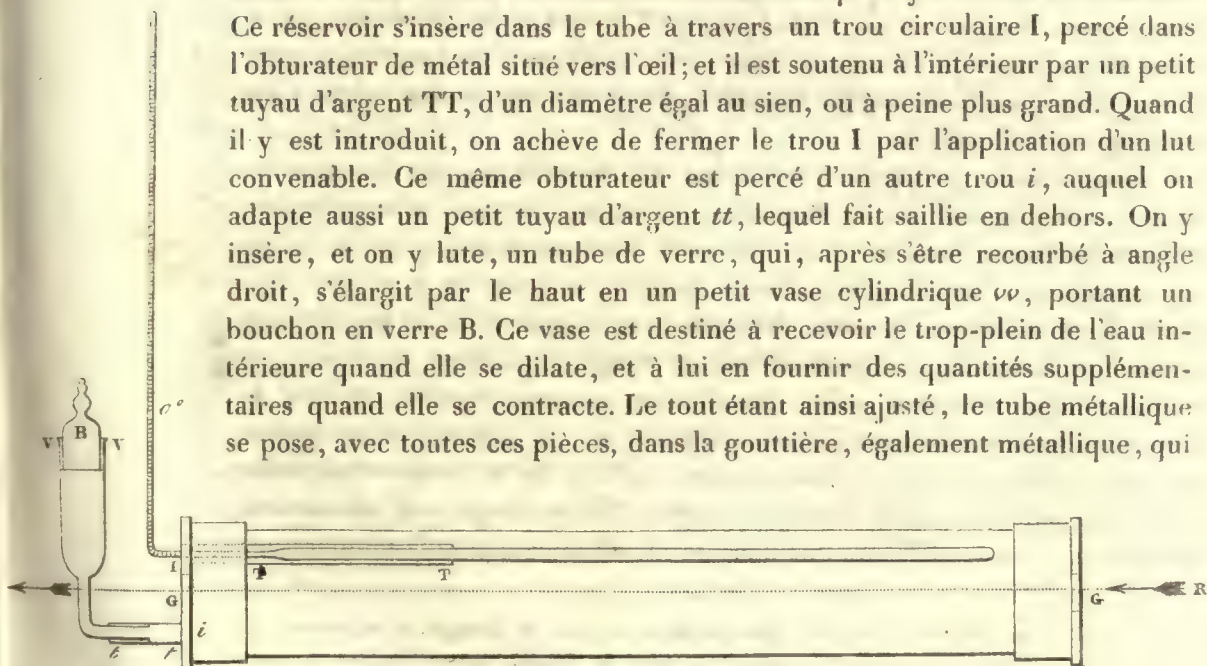 Ce réservoir s'insère dans le tube à travers un trou circulaire I, percé dans
l'obturateur de métal situé vers l'œil; et il est soutenu à l'intérieur par un petit
tuyau d'argent TT, d'un diamètre égal au sien, ou à peine plus grand. Quand
il y est introduit, on achève de fermer le trou I par l'application d'un lut
convenable. Ce même obturateur est percé d'un autre trou i, auquel on
adapte aussi un petit tuyau d'argent tt, lequel fait saillie en dehors. On y
insère, et on y lute, un tube de verre, qui, après s'être recourbé à angle
droit, s'élargit par le haut en un petit vase cylindrique vv, portant un
bouchon en verre B. Ce vase est destiné à recevoir le trop-plein de l'eau in-
térieure quand elle se dilate, et à lui en fournir des quantités supplémen-
taires quand elle se contracte. Le tout étant ainsi ajusté, le tube métallique
se pose, avec toutes ces pièces, dans la gouttière, également métallique, qui
0°
V B V
I T T
G G R
i
t t